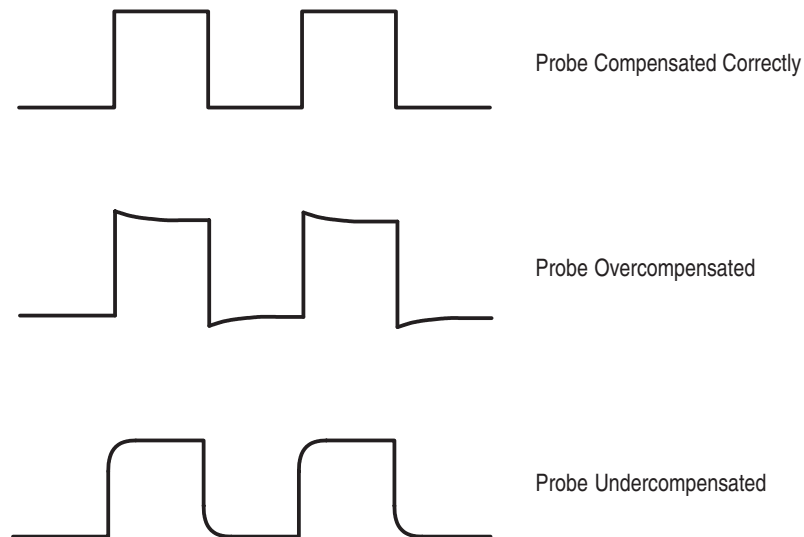 Probe Compensated Correctly
Probe Overcompensated
Probe Undercompensated